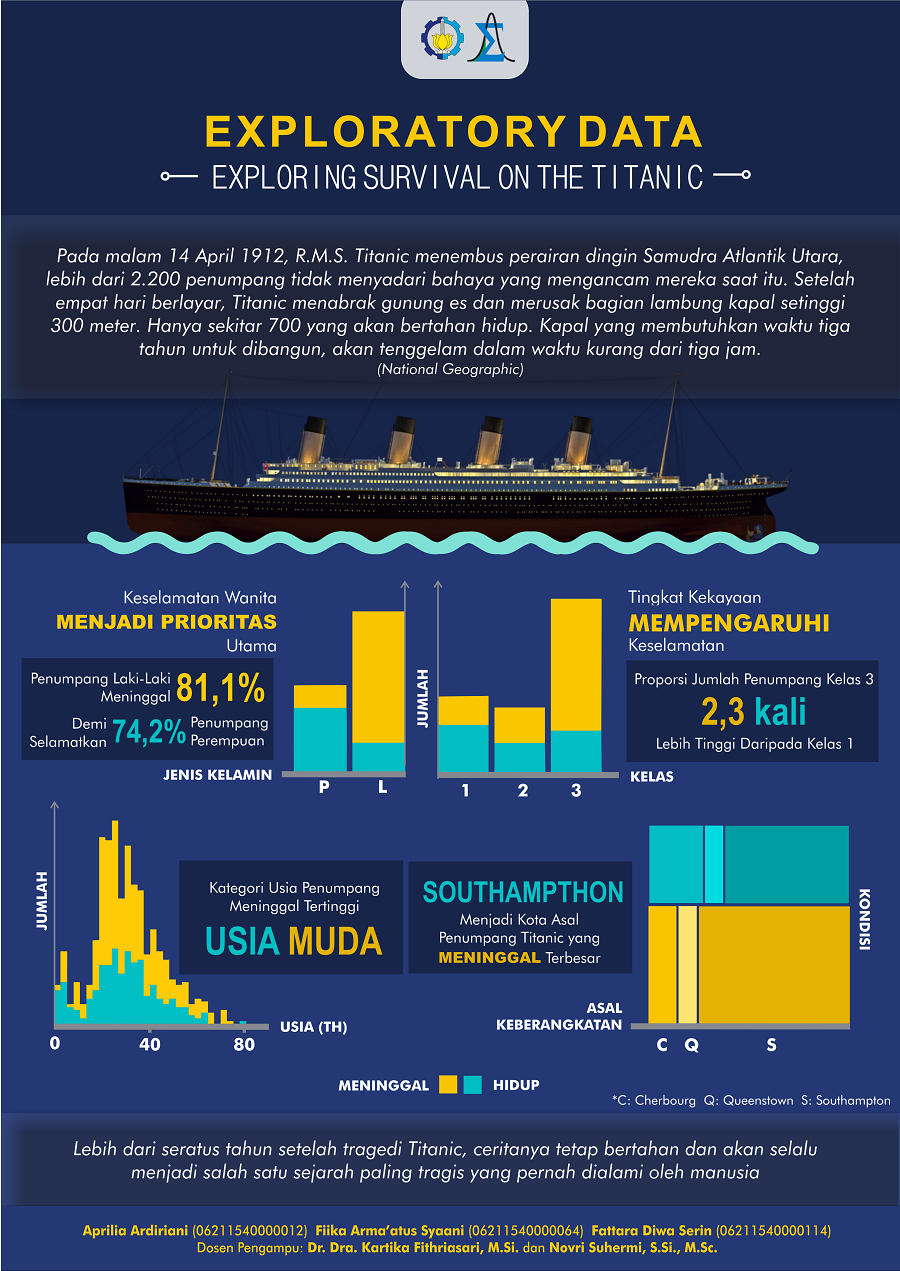 EXPLORATORY DATA
EXPLORING SURVIVAL ON THE TITANIC
Pada malam 14 April 1912, R.M.S. Titanic menembus perairan dingin Samudra Atlantik Utara,
lebih dari 2.200 penumpang tidak menyadari bahaya yang mengancam mereka saat itu. Setelah
empat hari berlayar, Titanic menabrak gunung es dan merusak bagian lambung kapal setinggi
300 meter. Hanya sekitar 700 yang akan bertahan hidup. Kapal yang membutuhkan waktu tiga
tahun untuk dibangun, akan tenggelam dalam waktu kurang dari tiga jam.
(National Geographic)
Keselamatan Wanita
MENJADI PRIORITAS
Utama
Penumpang Laki-Laki
Meninggal
81,1%
Demi
Selamatkan
74,2%
Penumpang
Perempuan
JENIS KELAMIN
P
L
JUMLAH
1
2
3
KELAS
Tingkat Kekayaan
MEMPENGARUHI
Keselamatan
Proporsi Jumlah Penumpang Kelas 3
2,3 kali
Lebih Tinggi Daripada Kelas 1
JUMLAH
0
40
80
USIA (TH)
Kategori Usia Penumpang
Meninggal Tertinggi
USIA MUDA
SOUTHAMPTHON
Menjadi Kota Asal
Penumpang Titanic yang
MENINGGAL Terbesar
ASAL
KEBERANGKATAN
C
Q
S
KONDISI
MENINGGAL
HIDUP
*C: Cherbourg Q: Queenstown S: Southampton
Lebih dari seratus tahun setelah tragedi Titanic, ceritanya tetap bertahan dan akan selalu
menjadi salah satu sejarah paling tragis yang pernah dialami oleh manusia
Aprilia Ardiriani (06211540000012) Fiika Arma'atus Syaani (06211540000064) Fattara Diwa Serin (06211540000114)
Dosen Pengampu: Dr. Dra. Kartika Fithriasari, M.Si. dan Novri Suhermi, S.Si., M.Sc.